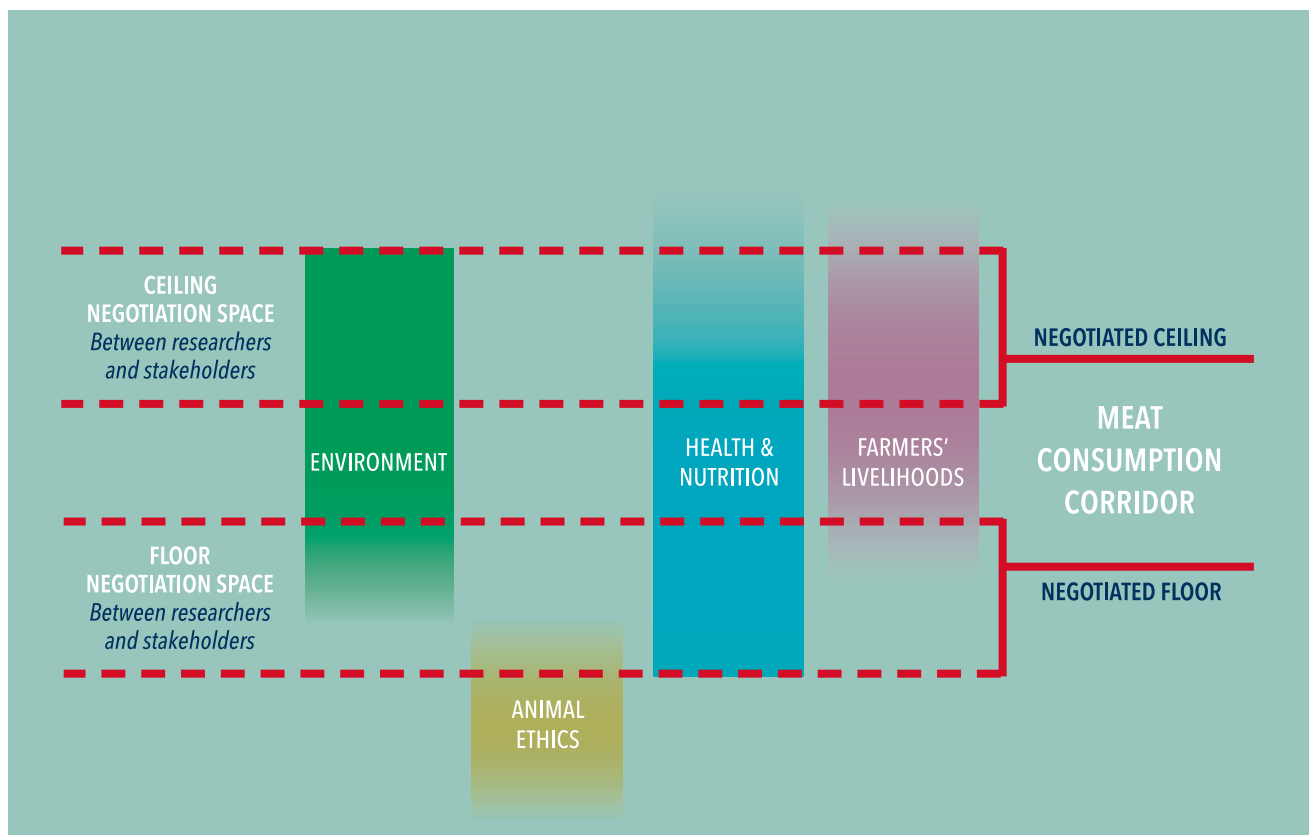 CEILING
NEGOTIATION SPACE
Between researchers
and stakeholders
NEGOTIATED CEILING
ENVIRONMENT
HEALTH &
NUTRITION
FARMERS’
LIVELIHOODS
MEAT
CONSUMPTION
CORRIDOR
FLOOR
NEGOTIATION SPACE
Between researchers
and stakeholders
NEGOTIATED FLOOR
ANIMAL
ETHICS